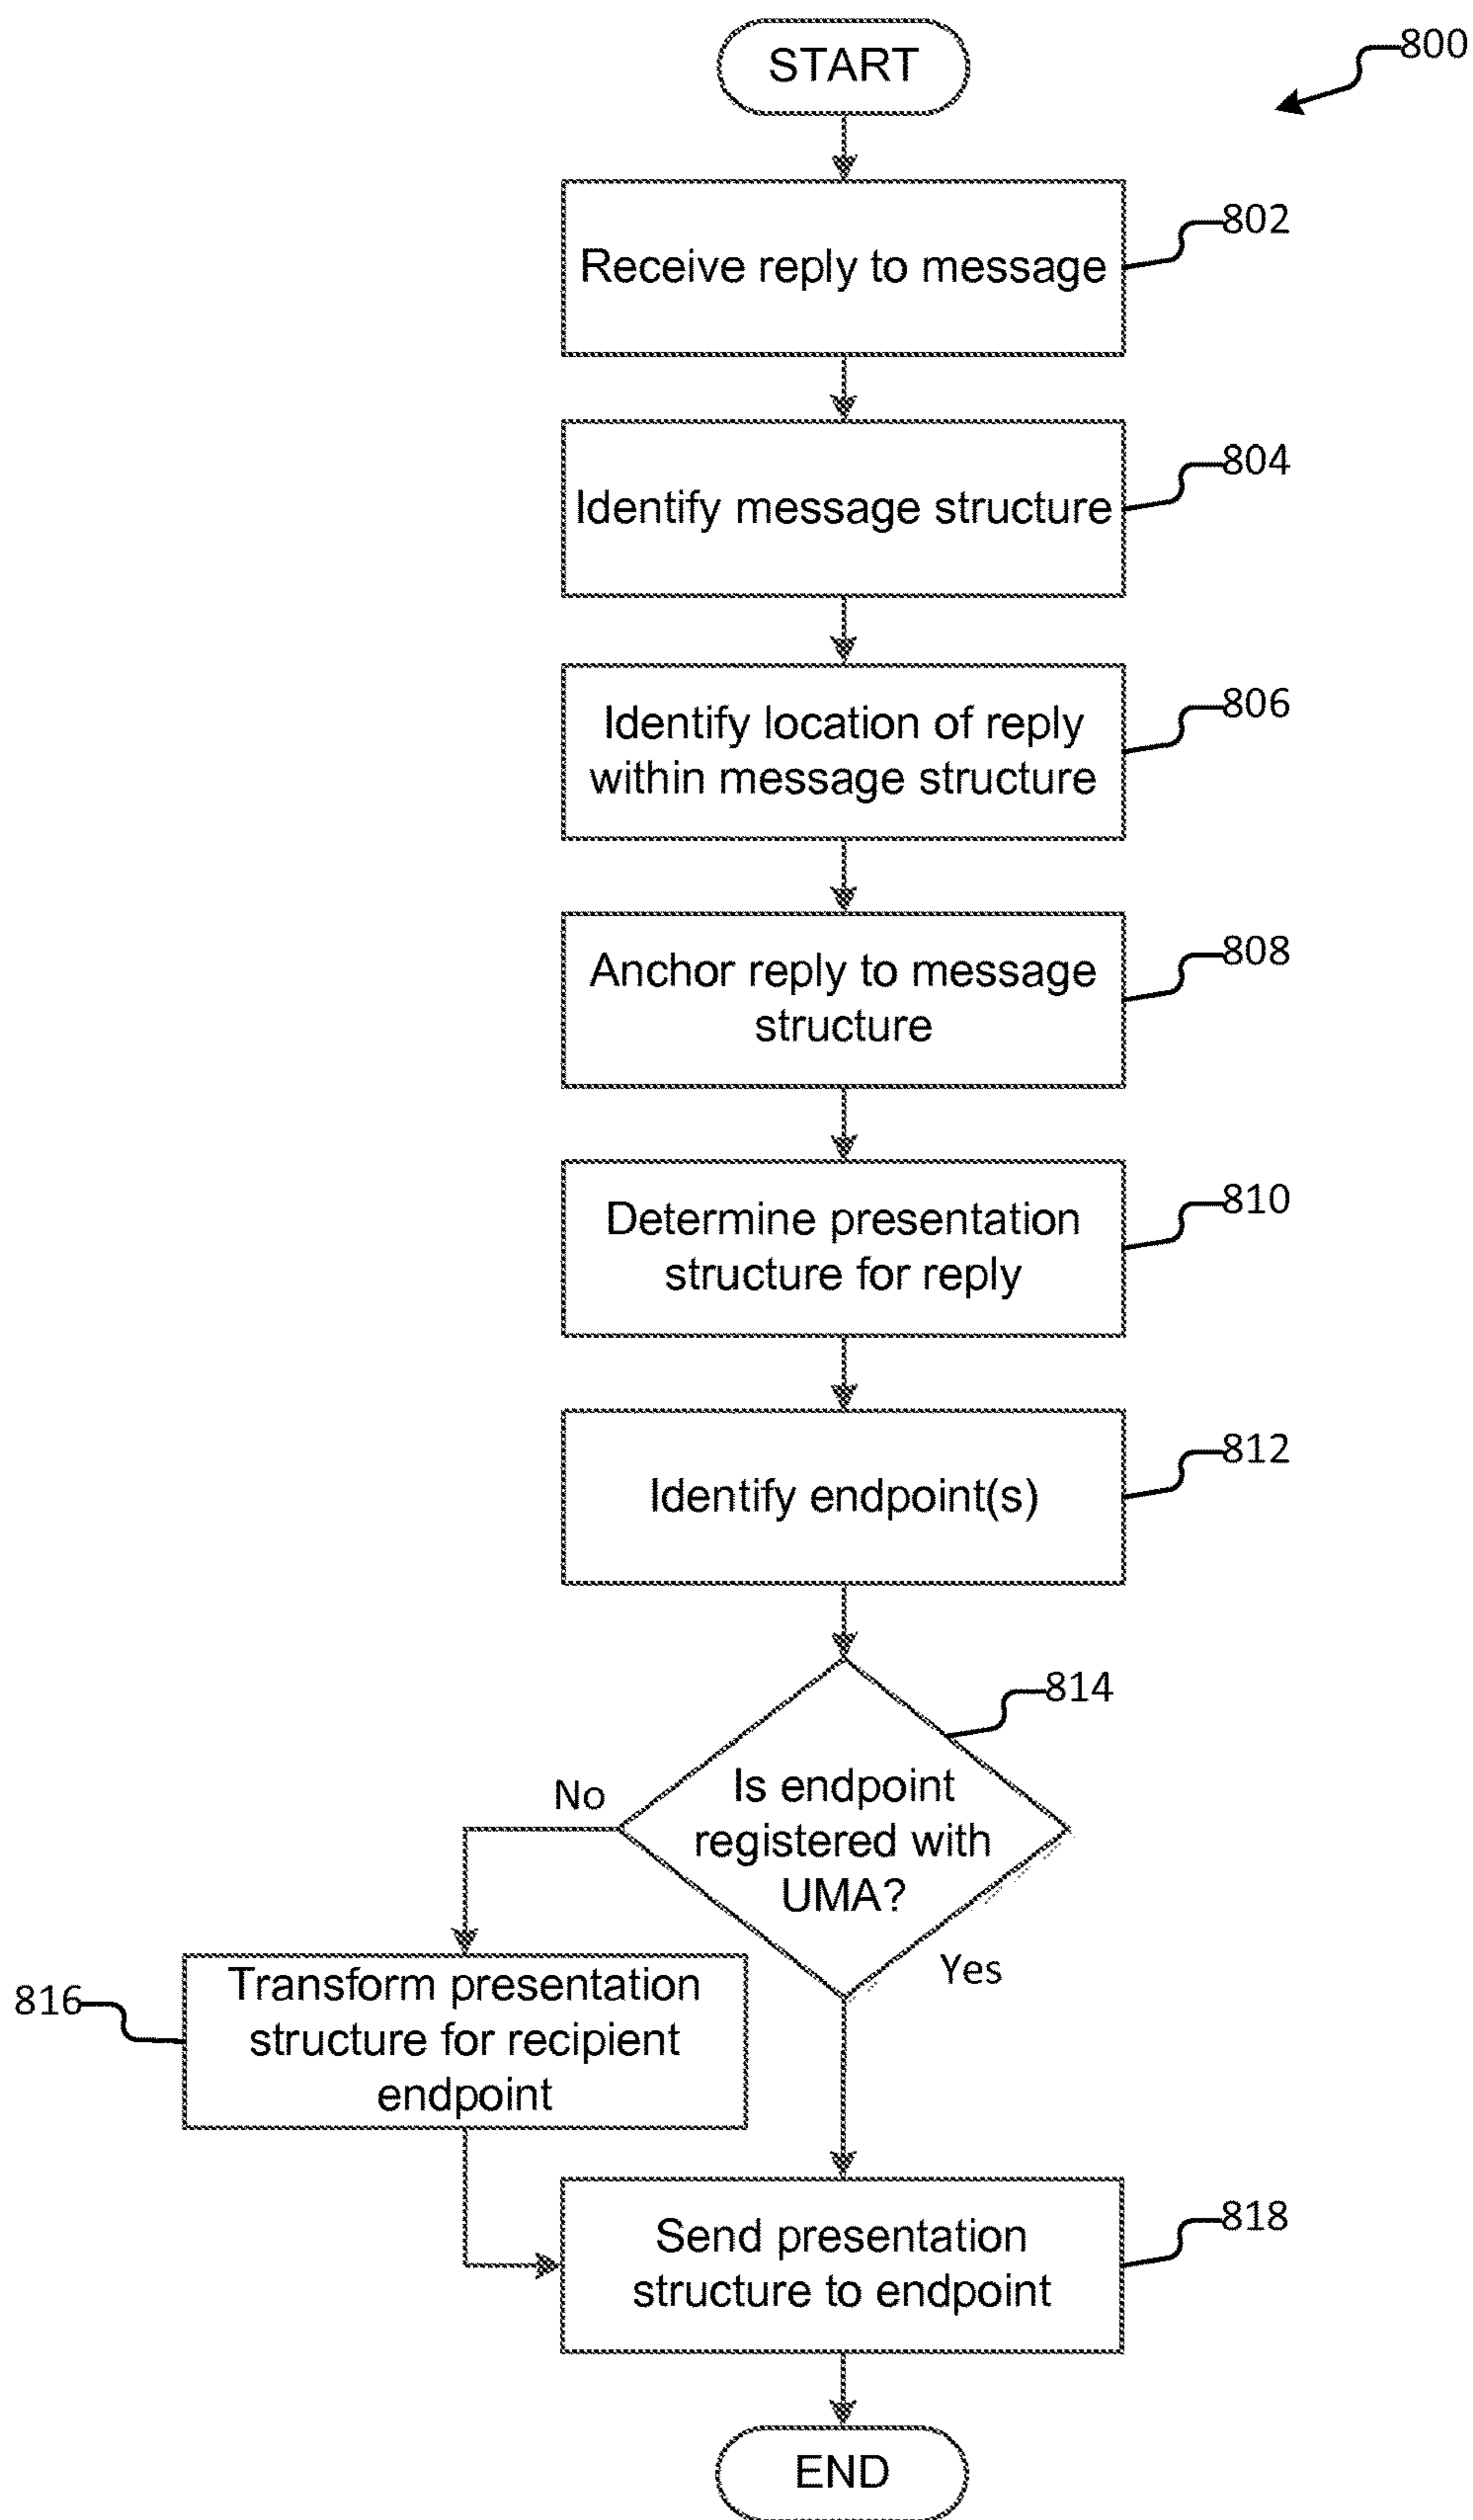 START
800
Receive reply to message
802
Identify message structure
804
Identify location of reply
within message structure
806
Anchor reply to message
structure
808
Determine presentation
structure for reply
810
Identify endpoint(s)
812
814
Is endpoint
registered with
UMA?
No
Yes
816
Transform presentation
structure for recipient
endpoint
Send presentation
structure to endpoint
818
END